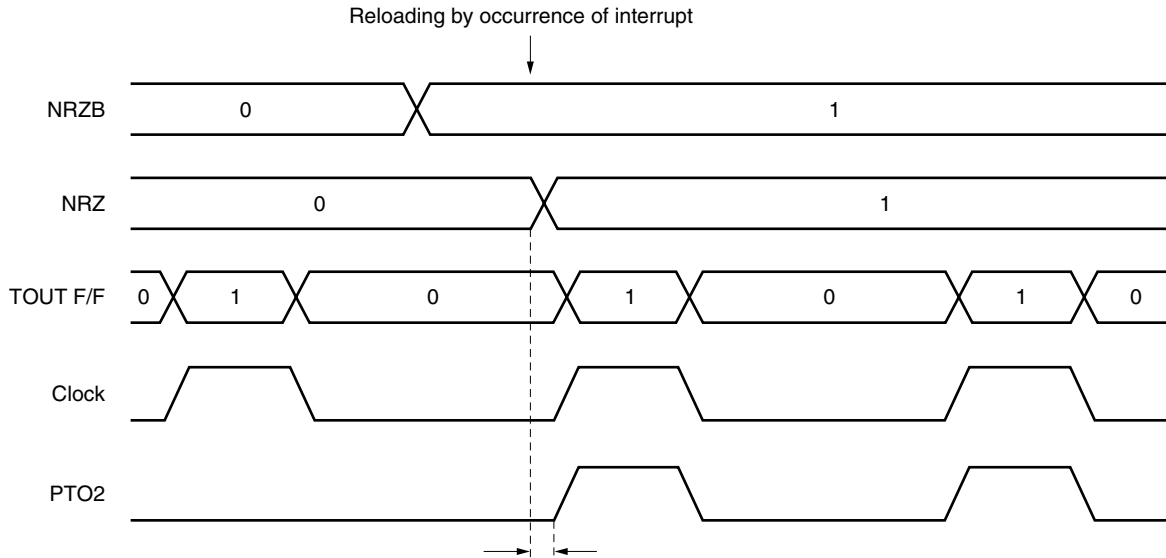 Reloading by occurrence of interrupt
NRZB 0 1
NRZ 0 1
TOUT F/F 0 1 0 1 0 1 0
Clock
PTO2